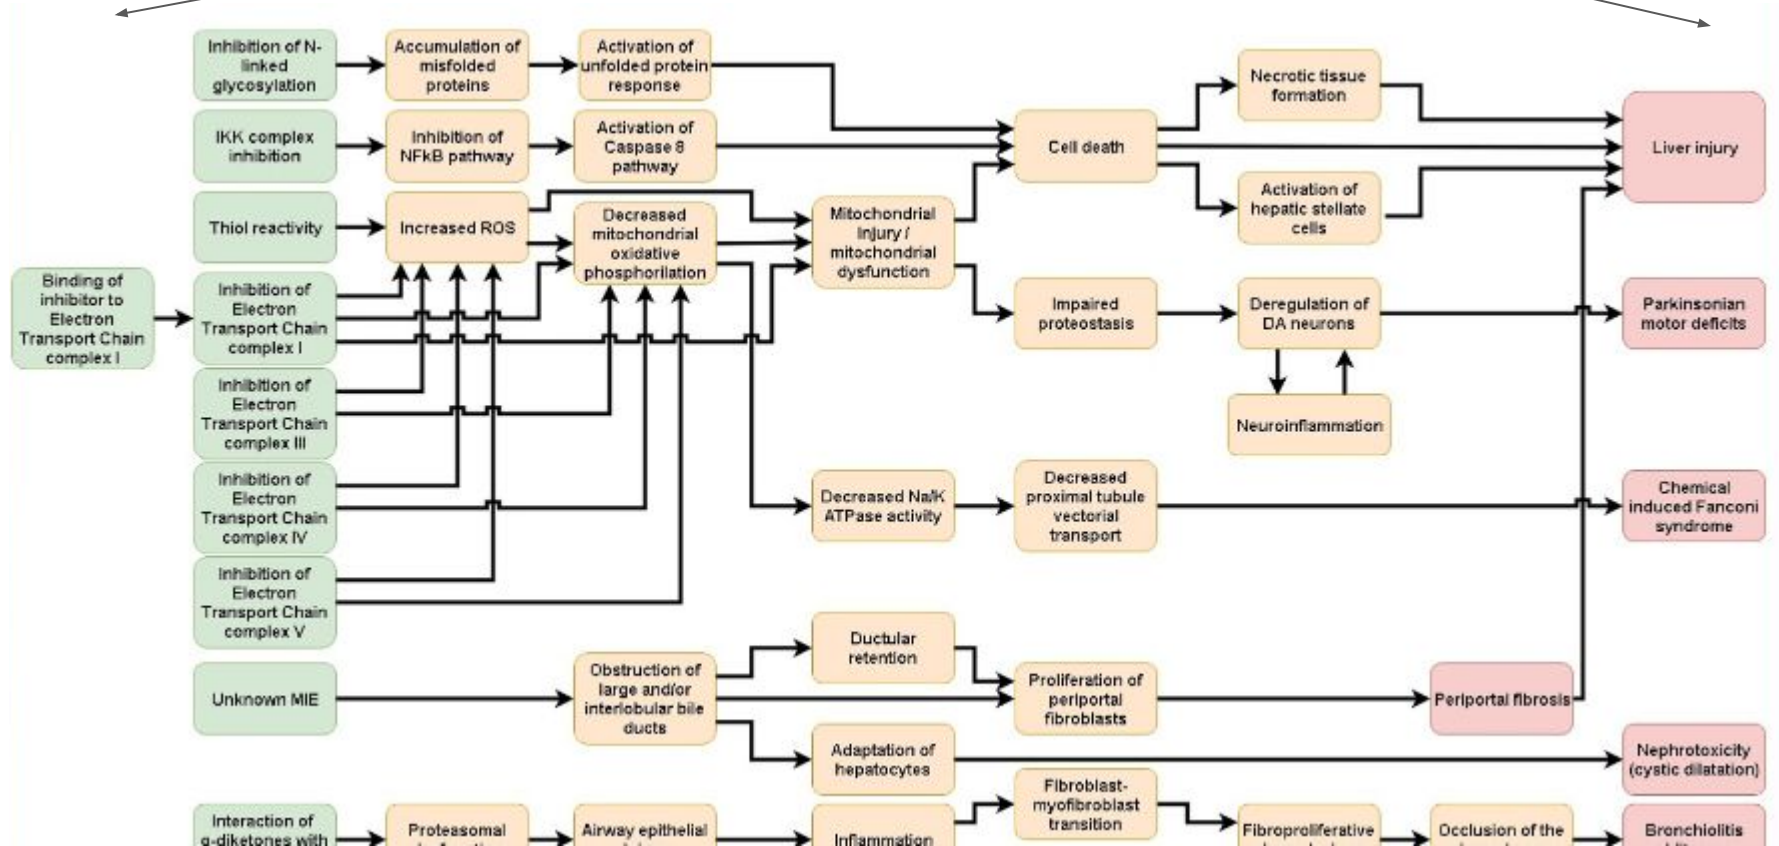 Inhibition of N-
linked
glycosylation
Accumulation of
misfolded
proteins
Activation of
unfolded protein
response
Necrotic tissue
formation
IKK complex
inhibition
Inhibition of
NFkB pathway
Activation of
Caspase 8
pathway
Cell death
Liver injury
Thiol reactivity
Increased ROS
Decreased
mitochondrial
oxidative
phosphorilation
Mitochondrial
Injury /
mitochondrial
dysfunction
Activation of
hepatic stellate
cells
Binding of
inhibitor to
Electron
Transport Chain
complex I
Inhibition of
Electron
Transport Chain
complex I
Impaired
proteostasis
Deregulation of
DA neurons
Parkinsonian
motor deficits
Inhibition of
Electron
Transport Chain
complex III
Neuroinflammation
Inhibition of
Electron
Transport Chain
complex IV
Decreased Na/K
ATPase activity
Decreased
proximal tubule
vectorial
transport
Chemical
induced Fanconi
syndrome
Inhibition of
Electron
Transport Chain
complex V
Unknown MIE
Obstruction of
large and/or
interlobular bile
ducts
Ductular
retention
Proliferation of
periportal
fibroblasts
Periportal fibrosis
Adaptation of
hepatocytes
Nephrotoxicity
(cystic dilatation)
Interaction of
α-diketones with
Proteasomal
Airway epithelial
Inflammation
Fibroblast-
myofibroblast
transition
Fibroproliferative
Occlusion of the
Bronchiolitis